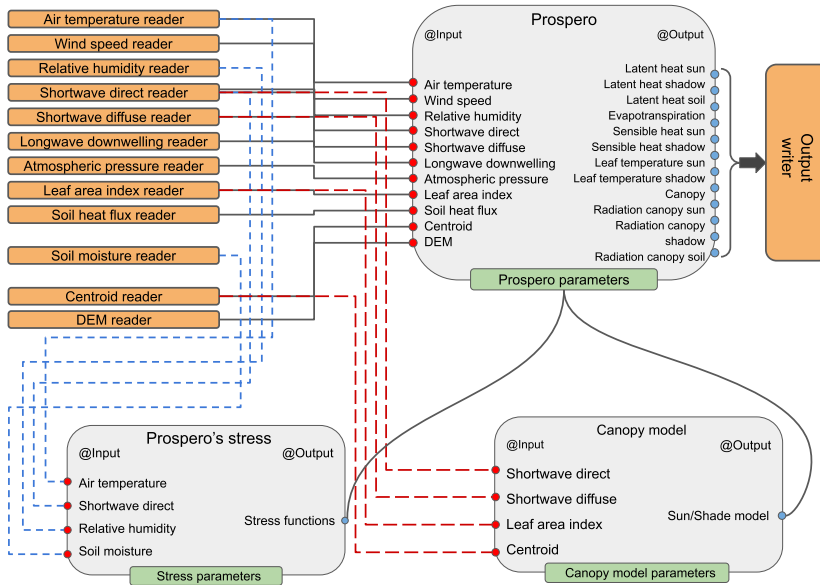 Air temperature reader
Wind speed reader
Relative humidity reader
Shortwave direct reader
Shortwave diffuse reader
Longwave downwelling reader
Atmospheric pressure reader
Leaf area index reader
Soil heat flux reader
Soil moisture reader
Centroid reader
DEM reader
Prospero
@Input
@Output
Air temperature
Wind speed
Relative humidity
Shortwave direct
Shortwave diffuse
Longwave downwelling
Atmospheric pressure
Leaf area index
Soil heat flux
Centroid
DEM
Latent heat sun
Latent heat shadow
Latent heat soil
Evapotranspiration
Sensible heat sun
Sensible heat shadow
Leaf temperature sun
Leaf temperature shadow
Canopy
Radiation canopy sun
Radiation canopy
shadow
Radiation canopy soil
Prospero parameters
Output
writer
Prospero's stress
@Input
@Output
Air temperature
Shortwave direct
Relative humidity
Soil moisture
Stress functions
Stress parameters
Canopy model
@Input
@Output
Shortwave direct
Shortwave diffuse
Leaf area index
Centroid
Sun/Shade model
Canopy model parameters